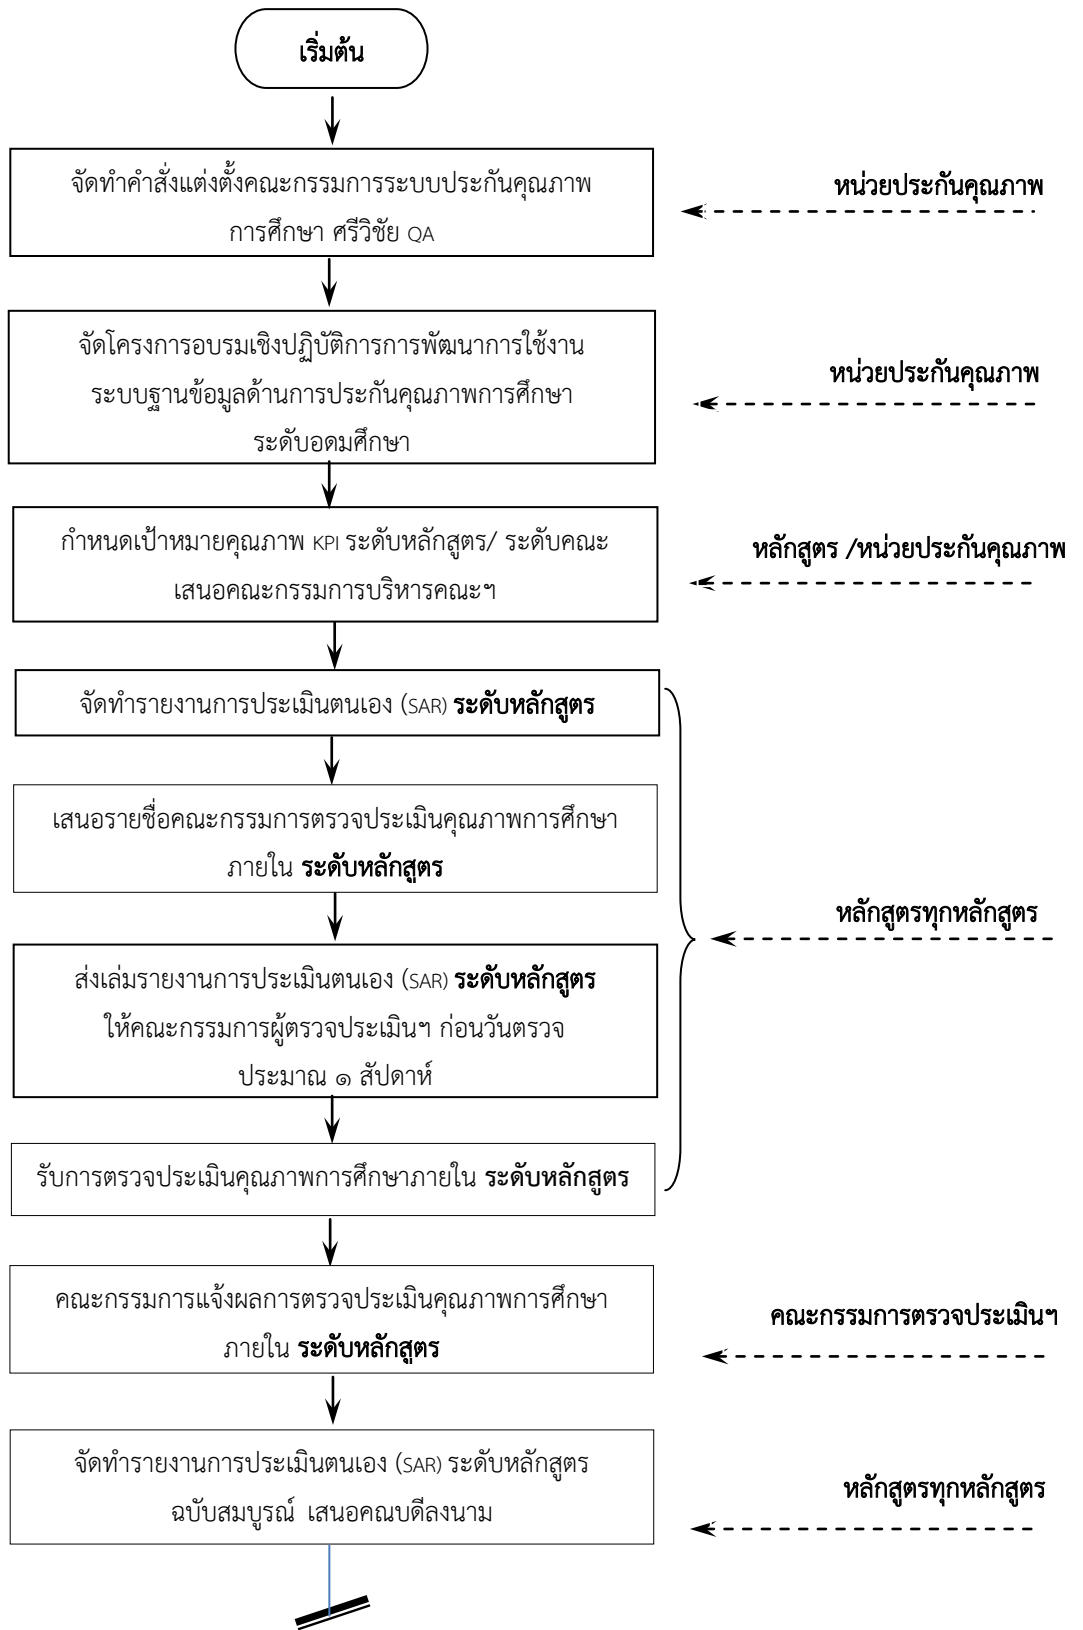 เริ่มต้น
จัดทำคำสั่งแต่งตั้งคณะกรรมการระบบประกันคุณภาพ
การศึกษา ศรีวิชัย QA
หน่วยประกันคุณภาพ
จัดโครงการอบรมเชิงปฏิบัติการการพัฒนาการใช้งาน
ระบบฐานข้อมูลด้านการประกันคุณภาพการศึกษา
ระดับอุดมศึกษา
หน่วยประกันคุณภาพ
กำหนดเป้าหมายคุณภาพ KPI ระดับหลักสูตร/ ระดับคณะ
เสนอคณะกรรมการบริหารคณะฯ
หลักสูตร /หน่วยประกันคุณภาพ
จัดทำรายงานการประเมินตนเอง (SAR) ระดับหลักสูตร
เสนอรายชื่อคณะกรรมการตรวจประเมินคุณภาพการศึกษา
ภายใน ระดับหลักสูตร
หลักสูตรทุกหลักสูตร
ส่งเล่มรายงานการประเมินตนเอง (SAR) ระดับหลักสูตร
ให้คณะกรรมการผู้ตรวจประเมินฯ ก่อนวันตรวจ
ประมาณ ๑ สัปดาห์
รับการตรวจประเมินคุณภาพการศึกษาภายใน ระดับหลักสูตร
คณะกรรมการแจ้งผลการตรวจประเมินคุณภาพการศึกษา
ภายใน ระดับหลักสูตร
คณะกรรมการตรวจประเมินฯ
จัดทำรายงานการประเมินตนเอง (SAR) ระดับหลักสูตร
ฉบับสมบูรณ์ เสนอคณบดีลงนาม
หลักสูตรทุกหลักสูตร